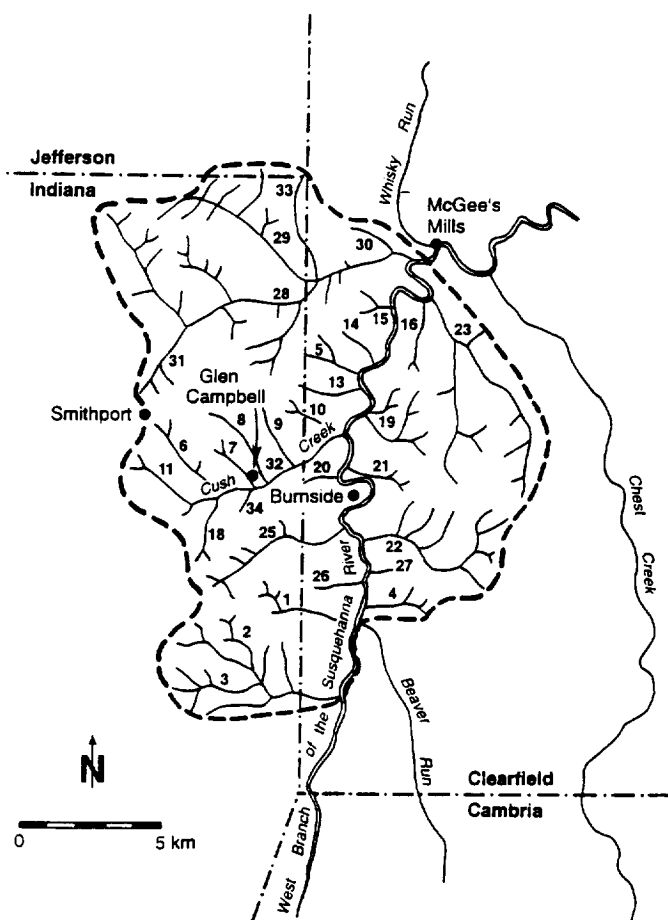 Jefferson
Indiana
Whisky Run
McGee's
Mills
33
29
30
28
14
15
16
23
5
31
Glen
Campbell
13
Smithport
8
9
10
Creek
19
6
7
11
Cush
32
20
21
34
Burnside
18
25
22
River
26
27
1
4
2
3
Susquehanna
of the
West Branch
Beaver
Run
Chest
Creek
N
0
5 km
Clearfield
Cambria